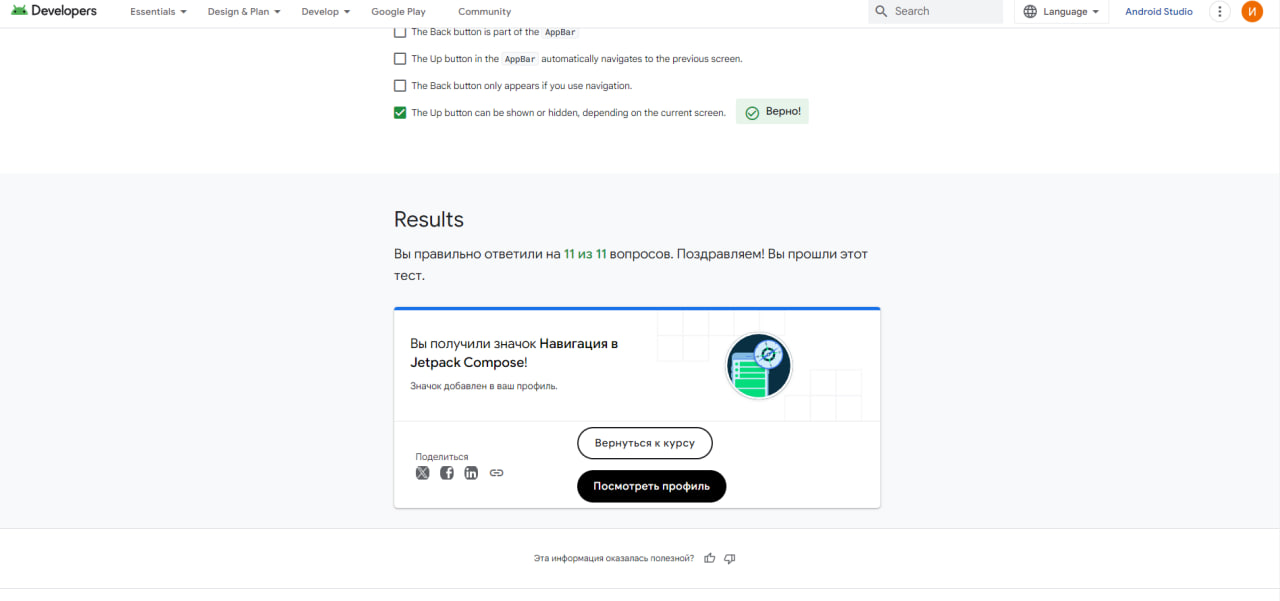 Developers
Essentials
Design & Plan
Develop
Google Play
Community
Search
Language
Android Studio
И
The Back button is part of the AppBar
The Up button in the AppBar automatically navigates to the previous screen.
The Back button only appears if you use navigation.
The Up button can be shown or hidden, depending on the current screen.
Верно!
Results
Вы правильно ответили на 11 из 11 вопросов. Поздравляем! Вы прошли этот
тест.
Вы получили значок Навигация в
Jetpack Compose!
Значок добавлен в ваш профиль.
Вернуться к курсу
Поделиться
Посмотреть профиль
Эта информация оказалась полезной?